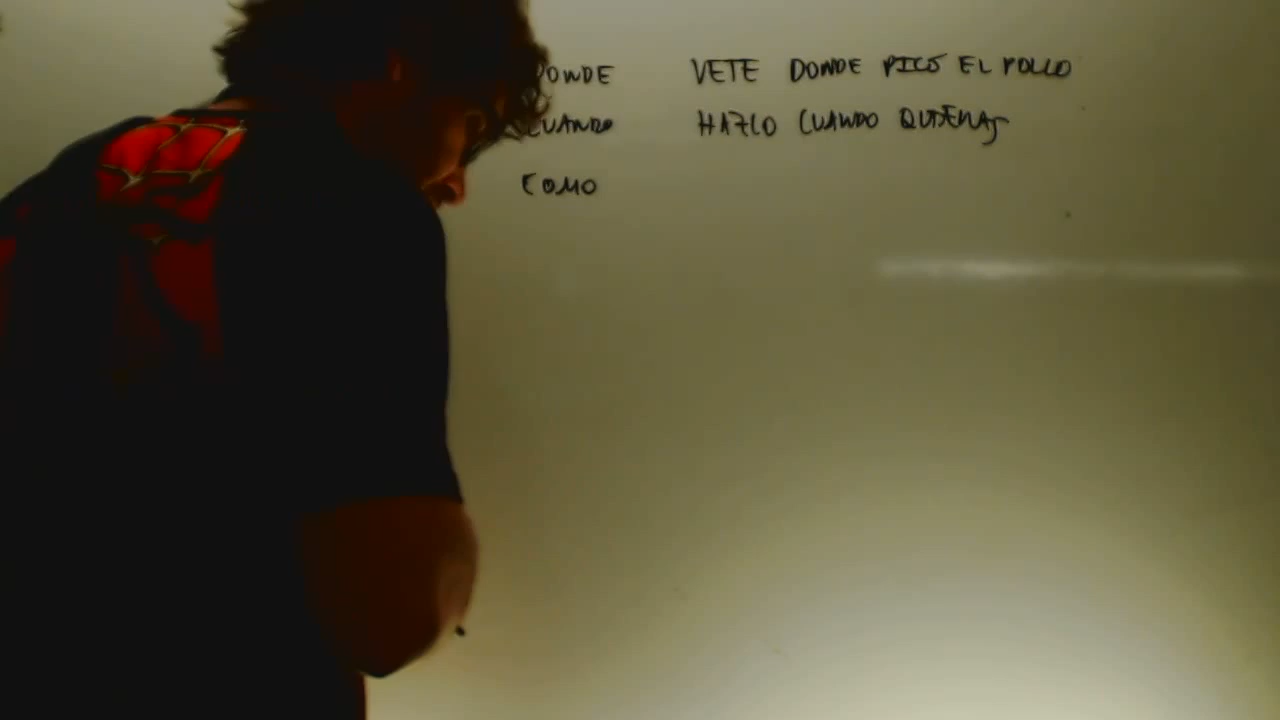 DONDE VETE DONDE PICO EL POLLO
CUANDO HAZLO CUANDO QUIERAS
COMO